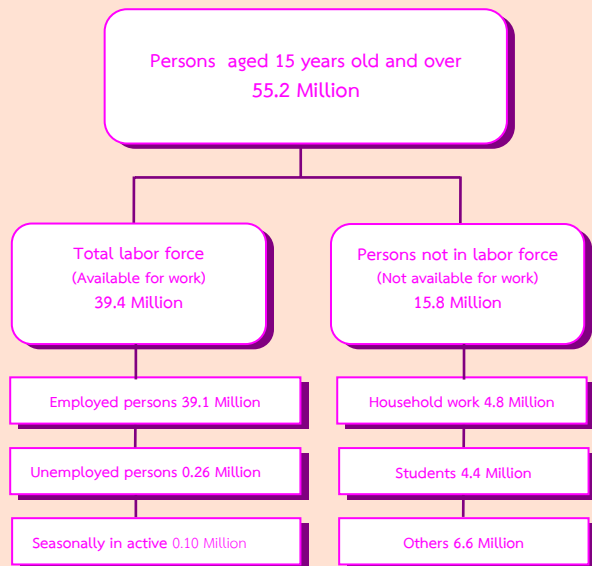 Persons aged 15 years old and over
55.2 Million
Total labor force
(Available for work)
39.4 Million
Persons not in labor force
(Not available for work)
15.8 Million
Employed persons 39.1 Million
Household work 4.8 Million
Unemployed persons 0.26 Million
Students 4.4 Million
Seasonally in active 0.10 Million
Others 6.6 Million